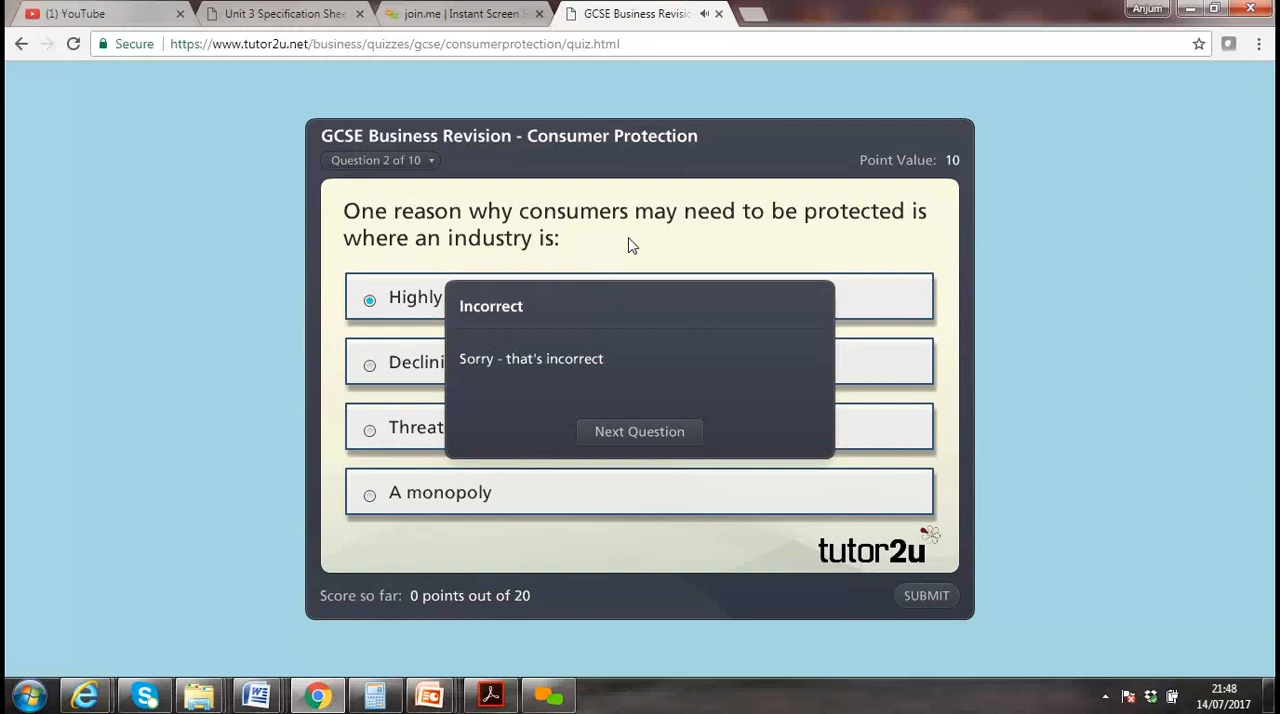 (1) YouTube
Unit 3 Specification Shee
join.me | Instant Screen
GCSE Business Revisio
Anjum
Secure
https://www.tutor2u.net/business/quizzes/gcse/consumerprotection/quiz.html
GCSE Business Revision - Consumer Protection
Question 2 of 10
Point Value: 10
One reason why consumers may need to be protected is
where an industry is:
Highly
Incorrect
Sorry - that's incorrect
Declini
Threat
Next Question
A monopoly
tutor2u
Score so far: 0 points out of 20
SUBMIT
21:48
14/07/2017